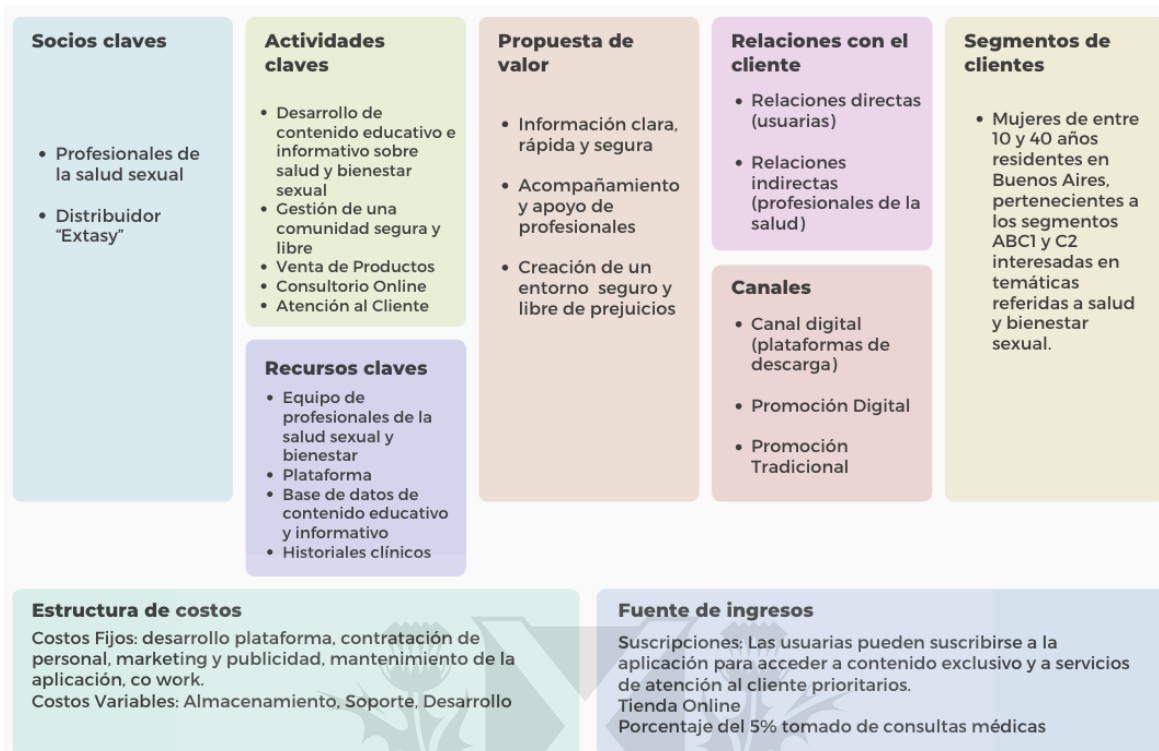 Socios claves
Profesionales de
la salud sexual
Distribuidor
"Extasy"
Actividades
claves
Desarrollo de
contenido educativo e
informativo sobre
salud y bienestar
sexual
Gestión de una
comunidad segura y
libre
Venta de Productos
Consultorio Online
Atención al Cliente
Recursos claves
Equipo de
profesionales de la
salud sexual y
bienestar
Plataforma
Base de datos de
contenido educativo
y informativo
Historiales clínicos
Propuesta de
valor
Información clara,
rápida y segura
Acompañamiento
y apoyo de
profesionales
Creación de un
entorno seguro y
libre de prejuicios
Relaciones con el
cliente
Relaciones directas
(usuarias)
Relaciones
indirectas
(profesionales de la
salud)
Canales
Canal digital
(plataformas de
descarga)
Promoción Digital
Promoción
Tradicional
Segmentos de
clientes
Mujeres de entre
10 y 40 años
residentes en
Buenos Aires,
pertenecientes a
los segmentos
ABC1 y C2
interesadas en
temáticas
referidas a salud
y bienestar
sexual.
Estructura de costos
Costos Fijos: desarrollo plataforma, contratación de
personal, marketing y publicidad, mantenimiento de la
aplicación, co work.
Costos Variables: Almacenamiento, Soporte, Desarrollo
Fuente de ingresos
Suscripciones: Las usuarias pueden suscribirse a la
aplicación para acceder a contenido exclusivo y a servicios
de atención al cliente prioritarios.
Tienda Online
Porcentaje del 5% tomado de consultas médicas